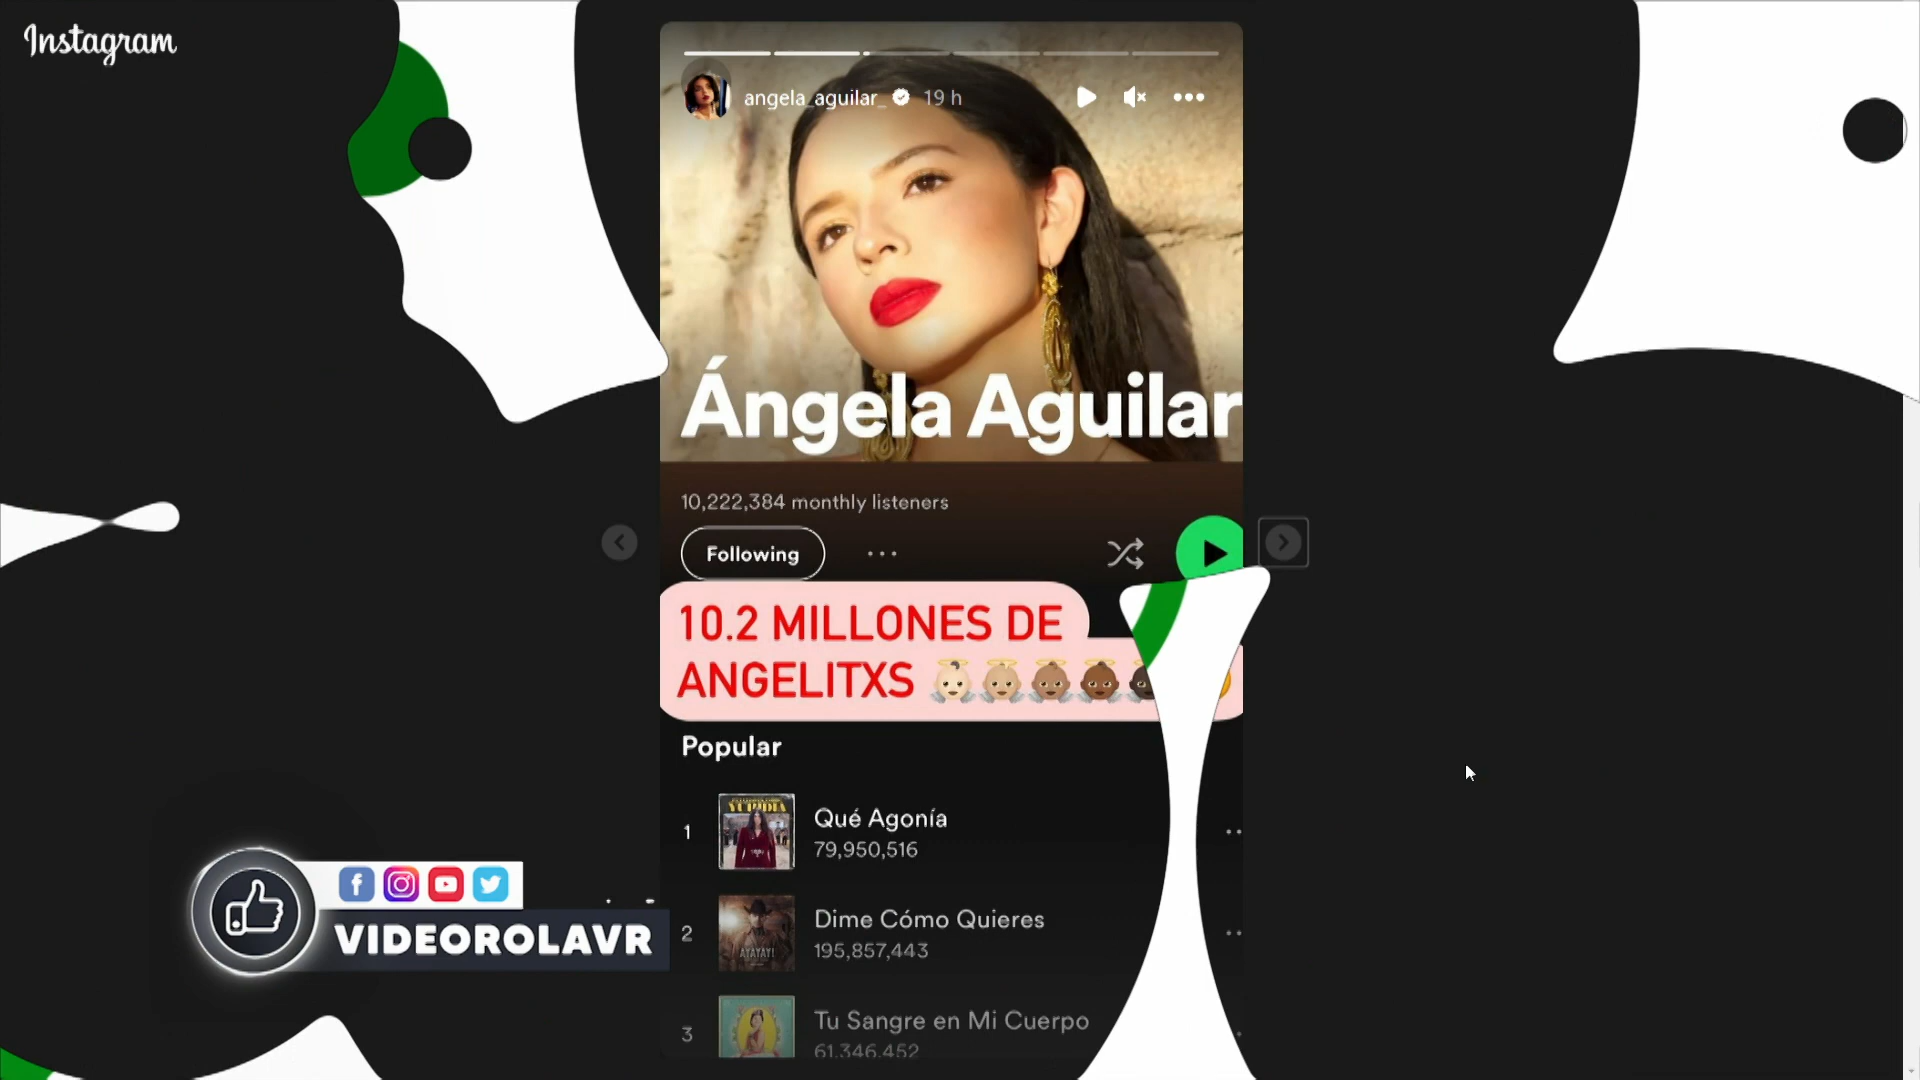 Instagram
angela_aguilar_ 19 h
Ángela Aguilar
10,222,384 monthly listeners
Following
10.2 MILLONES DE
ANGELITXS
Popular
1
Qué Agonía
79,950,516
YURIDIA
2
Dime Cómo Quieres
195,857,443
AYAYAY!
3
Tu Sangre en Mi Cuerpo
61,346,452
VIDEOROLAVR